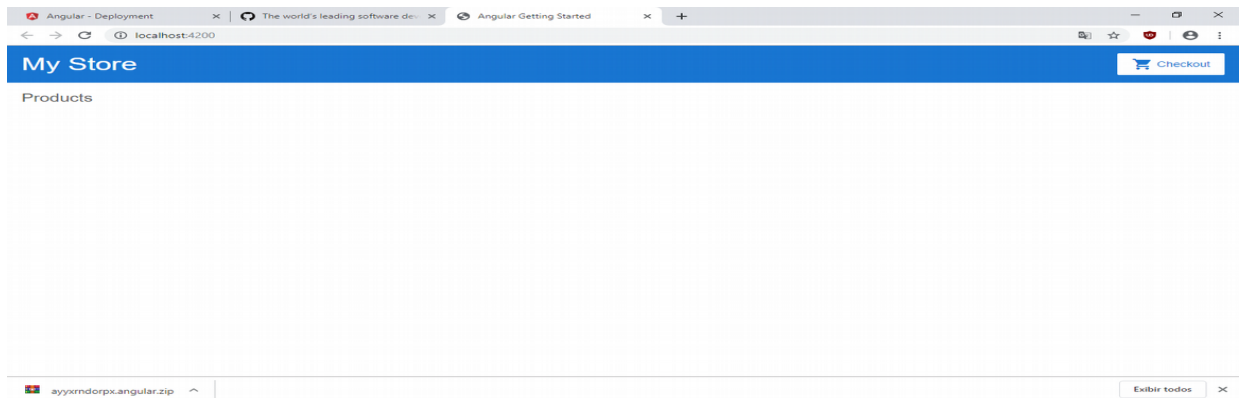 Angular - Deployment
The world's leading software de
Angular Getting Started
localhost:4200
My Store
Checkout
Products
ayyxrndorpx.angular.zip
Exibir todos